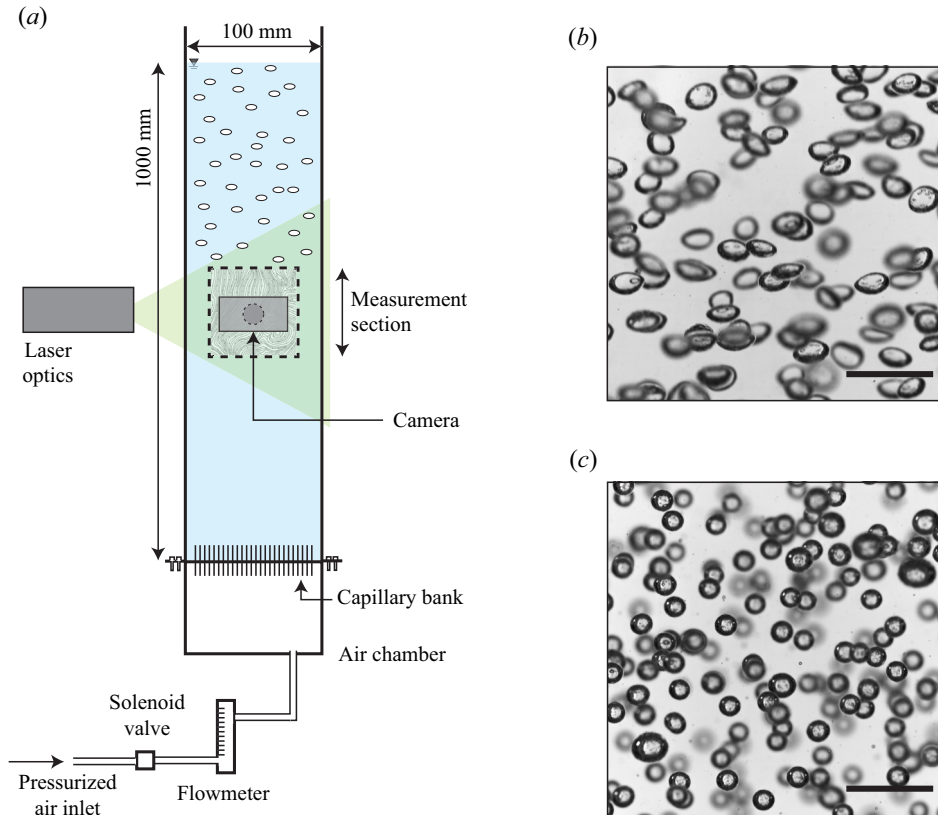 (a)
100 mm
1000 mm
Measurement
section
Laser
optics
Camera
Capillary bank
Air chamber
Solenoid
valve
Pressurized
air inlet
Flowmeter
(b)
(c)